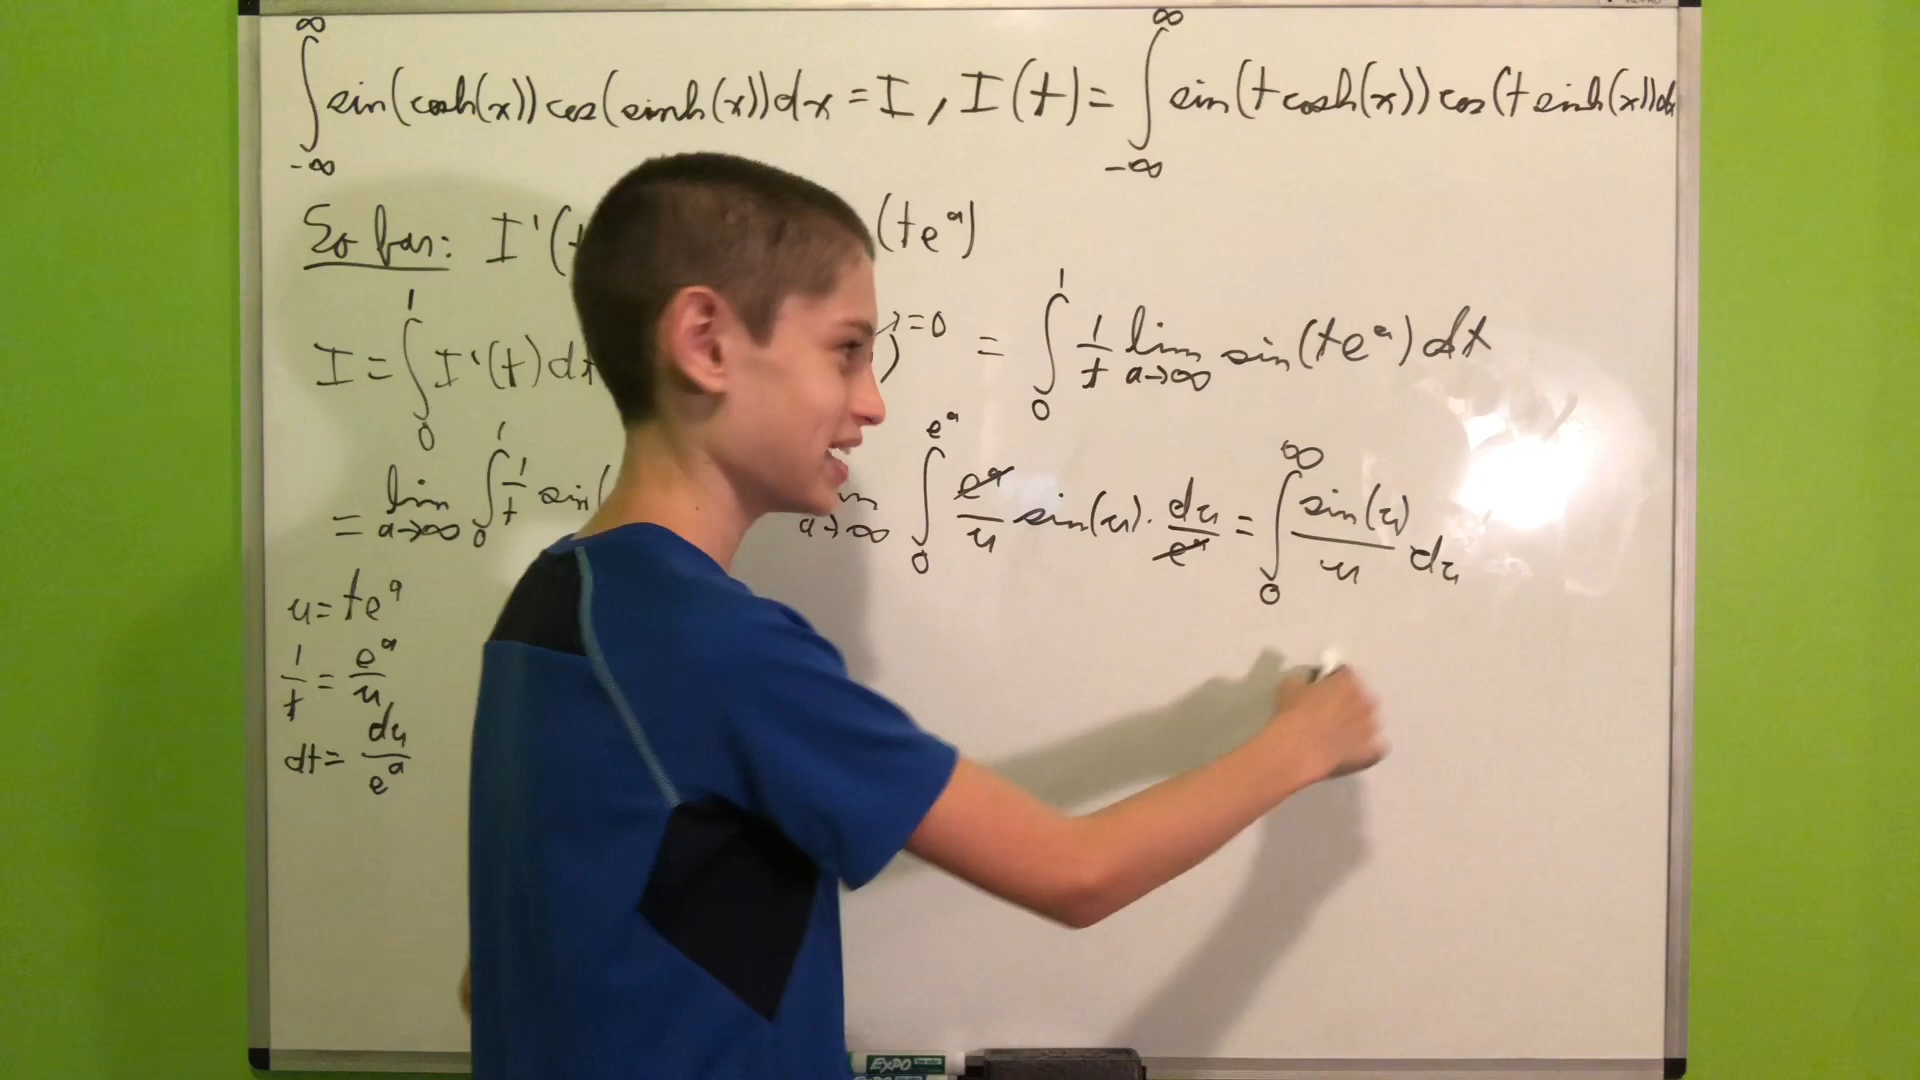 ∫_{-∞}^{∞} sin(cosh(x))cos(sinh(x))dx = I, I(t) = ∫_{-∞}^{∞} sin(t cosh(x))cos(t sinh(x))dx
So far: I'( (te^a)
I = ∫_0^1 I'(t)dt )=0 = ∫_0^1 1/t lim_{a→∞} sin(te^a)dt
= lim_{a→∞} ∫_0^1 1/t sin( lim_{a→∞} ∫_0^{e^a} e^a/u sin(u)·du/e^a = ∫_0^∞ sin(u)/u du
u = te^a
1/t = e^a/u
dt = du/e^a
EXPO
EXPO